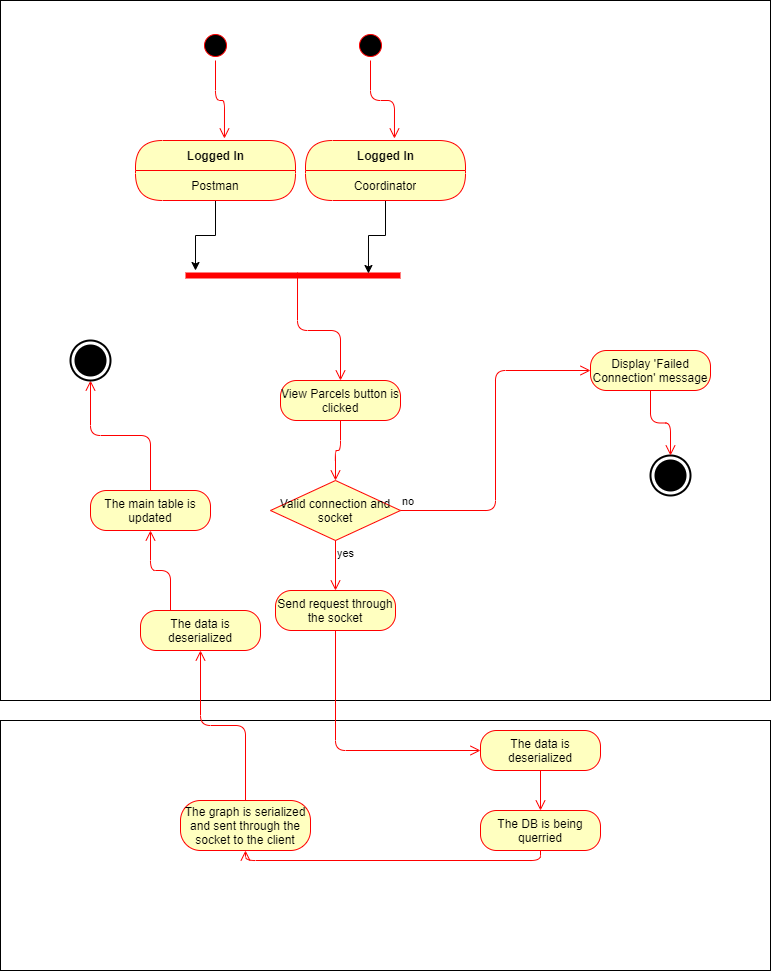 Logged In
Postman
Logged In
Coordinator
View Parcels button is
clicked
Display 'Failed
Connection' message
Valid connection and
socket
no
yes
The main table is
updated
Send request through
the socket
The data is
deserialized
The data is
deserialized
The graph is serialized
and sent through the
socket to the client
The DB is being
querried